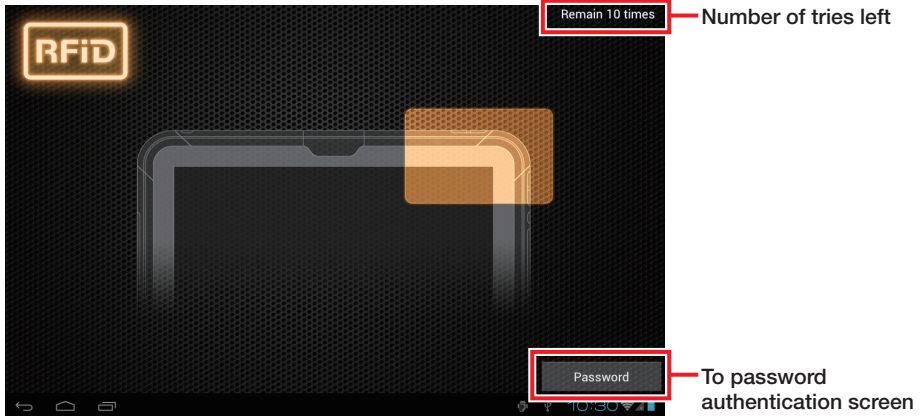 Remain 10 times
Number of tries left
RFiD
Password
To password
authentication screen
10:30